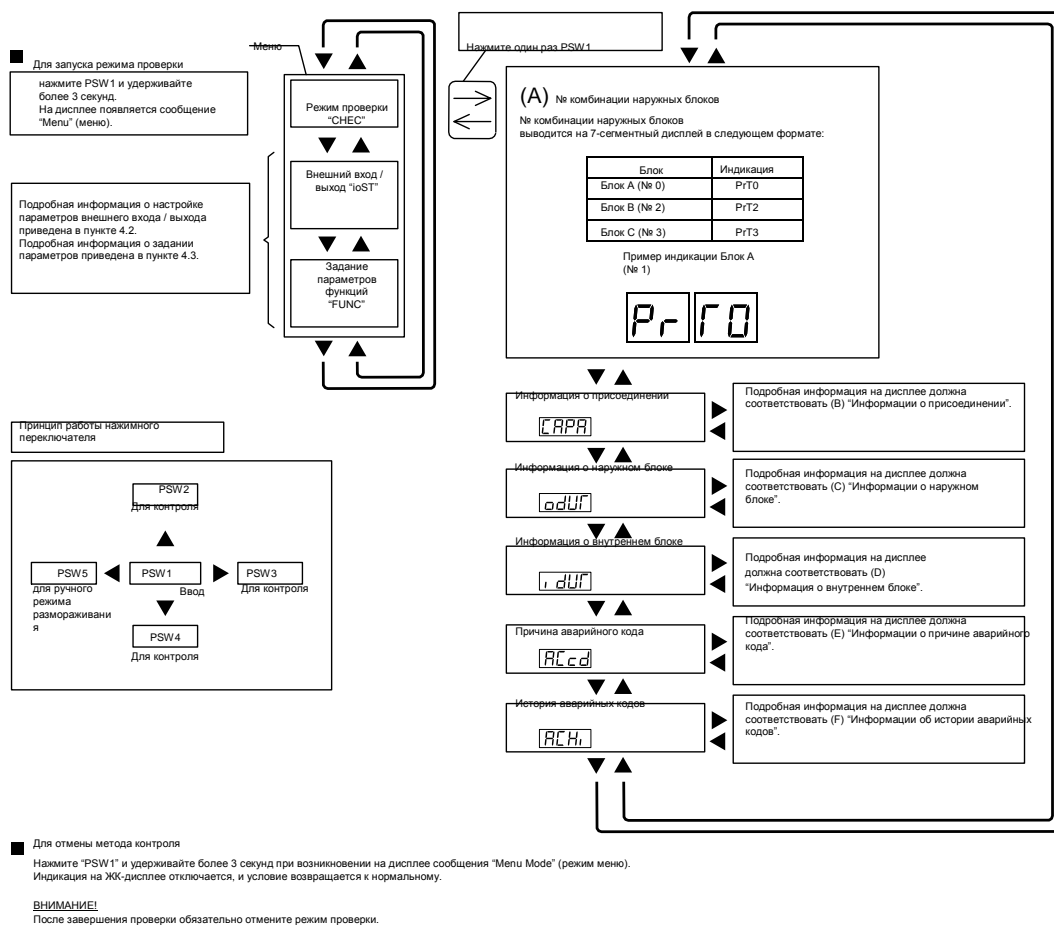 Для запуска режима проверки
нажмите PSW1 и удерживайте
более 3 секунд.
На дисплее появляется сообщение
“Menu” (меню).
Подробная информация о настройке
параметров внешнего входа / выхода
приведена в пункте 4.2.
Подробная информация о задании
параметров приведена в пункте 4.3.
Меню
Режим проверки
“CHEC”
Внешний вход /
выход “ioST”
Задание
параметров
функций
“FUNC”
Нажмите один раз PSW1
(A) № комбинации наружных блоков
№ комбинации наружных блоков
выводится на 7-сегментный дисплей в следующем формате:
Блок Индикация
Блок A (№ 0) PrT0
Блок B (№ 2) PrT2
Блок C (№ 3) PrT3
Пример индикации Блок A
(№ 1)
PrT0
Информация о присоединении
CAPA
Подробная информация на дисплее должна
соответствовать (B) “Информации о присоединении”.
Информация о наружном блоке
odUT
Подробная информация на дисплее должна
соответствовать (C) “Информации о наружном
блоке”.
Информация о внутреннем блоке
idUT
Подробная информация на дисплее
должна соответствовать (D)
“Информация о внутреннем блоке”.
Причина аварийного кода
ACcd
Подробная информация на дисплее должна
соответствовать (E) “Информации о причине аварийного
кода”.
История аварийных кодов
ACHi
Подробная информация на дисплее должна
соответствовать (F) “Информации об истории аварийных
кодов”.
Принцип работы нажимного
переключателя
PSW2
Для контроля
PSW5
для ручного
режима
размораживани
я
PSW1
Ввод
PSW3
Для контроля
PSW4
Для контроля
Для отмены метода контроля
Нажмите “PSW1” и удерживайте более 3 секунд при возникновении на дисплее сообщения “Menu Mode” (режим меню).
Индикация на ЖК-дисплее отключается, и условие возвращается к нормальному.
ВНИМАНИЕ!
После завершения проверки обязательно отмените режим проверки.